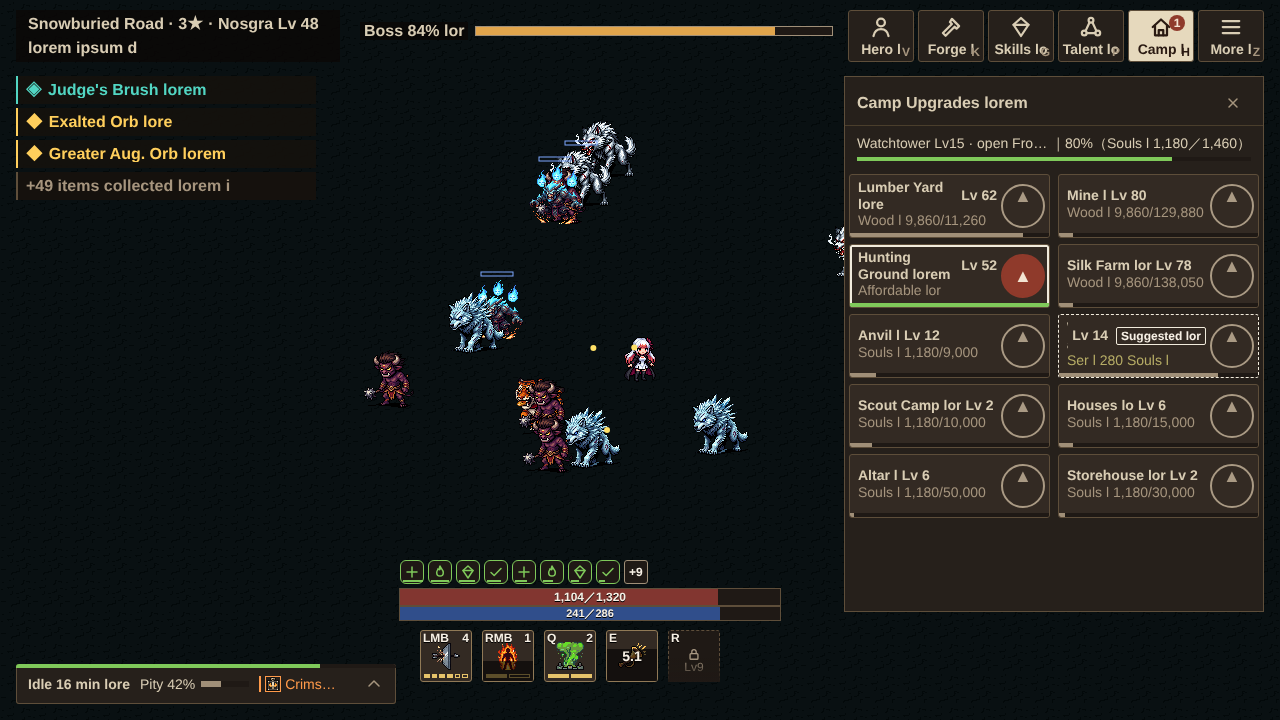 Snowburied Road · 3★ · Nosgra Lv 48
lorem ipsum d
Boss 84% lor
Hero l V
Forge l K
Skills lo
Talent lo
Camp l H
1
More l Z
◈ Judge's Brush lorem
◆ Exalted Orb lore
◆ Greater Aug. Orb lorem
+49 items collected lorem i
Camp Upgrades lorem ×
Watchtower Lv15 · open Fro… ｜80%（Souls l 1,180／1,460）
Lumber Yard lore Lv 62
Wood l 9,860/11,260
Mine l Lv 80
Wood l 9,860/129,880
Hunting Ground lorem Lv 52
Affordable lor
Silk Farm lor Lv 78
Wood l 9,860/138,050
Anvil l Lv 12
Souls l 1,180/9,000
Lv 14 Suggested lor
Ser l 280 Souls l
Scout Camp lor Lv 2
Souls l 1,180/10,000
Houses lo Lv 6
Souls l 1,180/15,000
Altar l Lv 6
Souls l 1,180/50,000
Storehouse lor Lv 2
Souls l 1,180/30,000
+9
1,104／1,320
241／286
LMB 4
RMB 1
Q 2
E 5.1
R Lv9
Idle 16 min lore Pity 42% Crims…